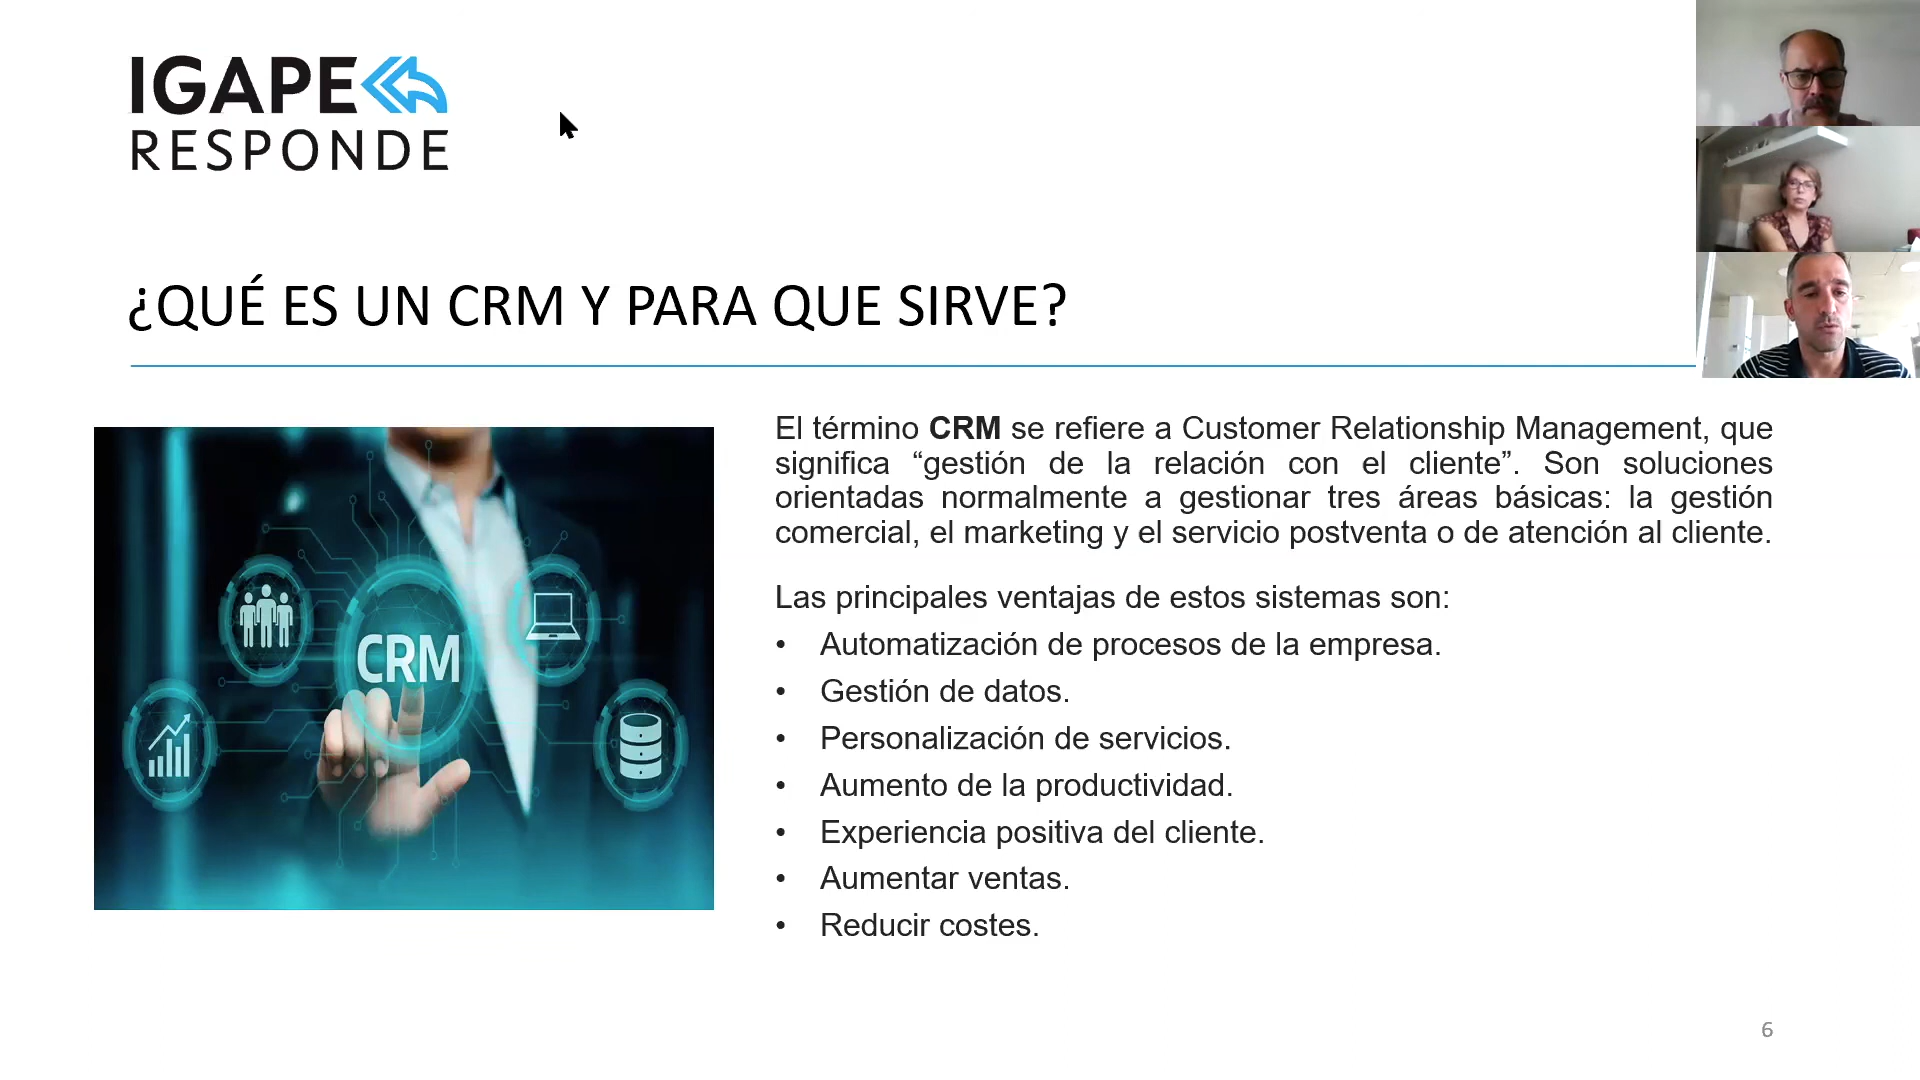 IGAPE
RESPONDE
¿QUÉ ES UN CRM Y PARA QUE SIRVE?
CRM
El término CRM se refiere a Customer Relationship Management, que
significa “gestión de la relación con el cliente”. Son soluciones
orientadas normalmente a gestionar tres áreas básicas: la gestión
comercial, el marketing y el servicio postventa o de atención al cliente.
Las principales ventajas de estos sistemas son:
• Automatización de procesos de la empresa.
• Gestión de datos.
• Personalización de servicios.
• Aumento de la productividad.
• Experiencia positiva del cliente.
• Aumentar ventas.
• Reducir costes.
6